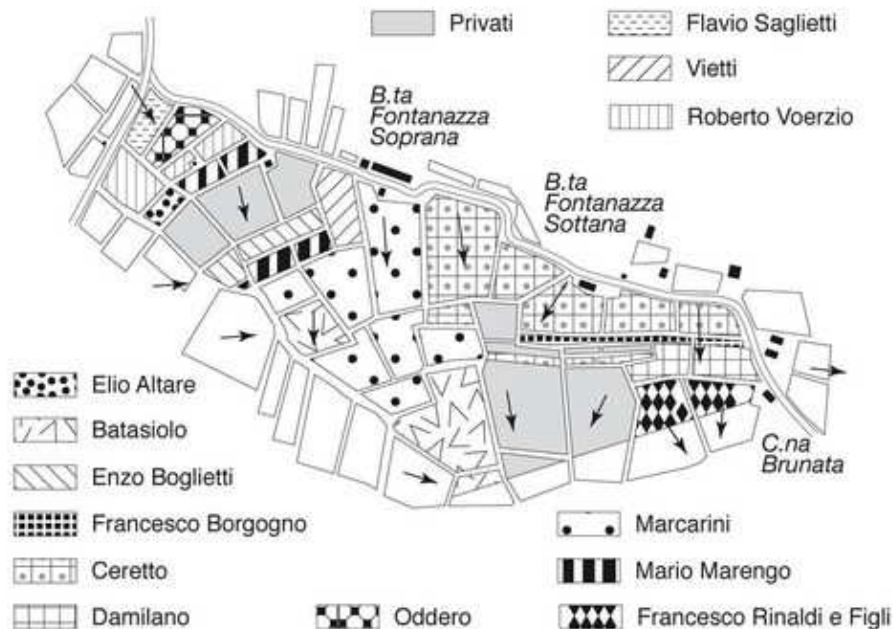 Privati
Flavio Saglietti
Vietti
Roberto Voerzio
B.ta
Fontanazza
Soprana
B.ta
Fontanazza
Sottana
C.na
Brunata
Elio Altare
Batasiolo
Enzo Boglietti
Francesco Borgogno
Ceretto
Damilano
Oddero
Marcarini
Mario Marengo
Francesco Rinaldi e Figli